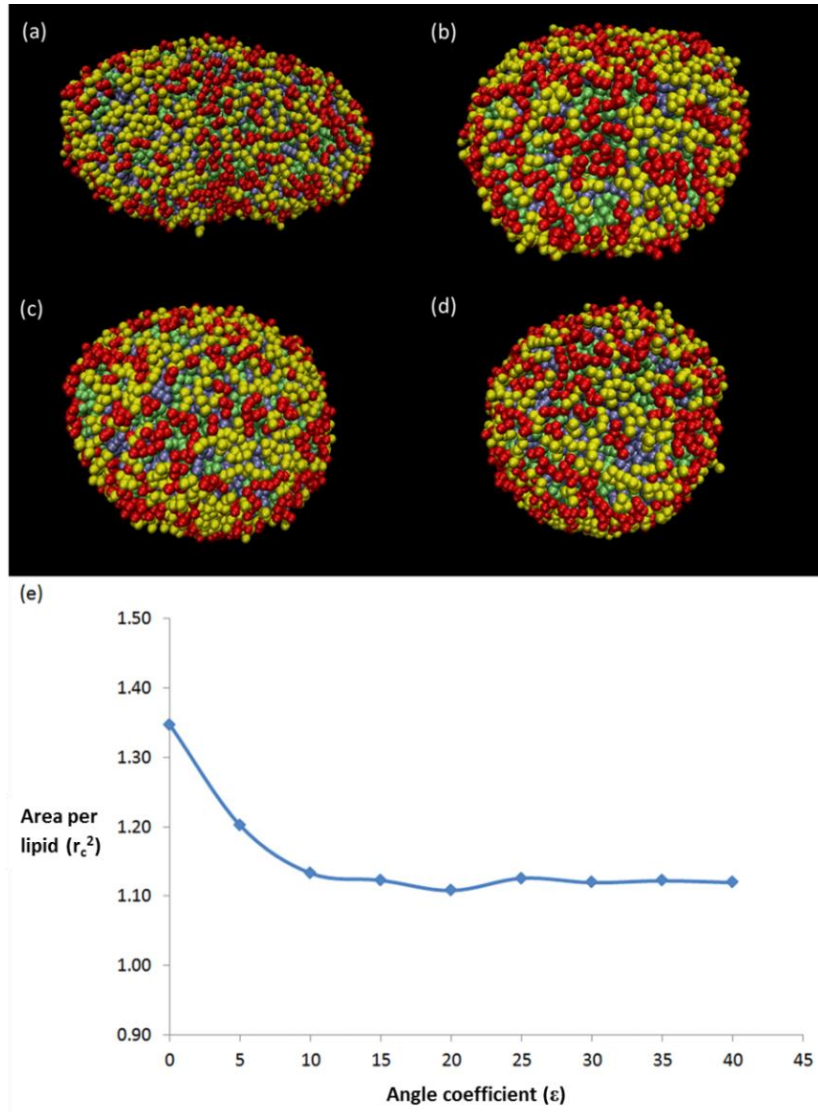 (a)
(b)
(c)
(d)
(e)
1.50
1.40
1.30
1.20
1.10
1.00
0.90
Area per
lipid (rc²)
0 5 10 15 20 25 30 35 40 45
Angle coefficient (ε)